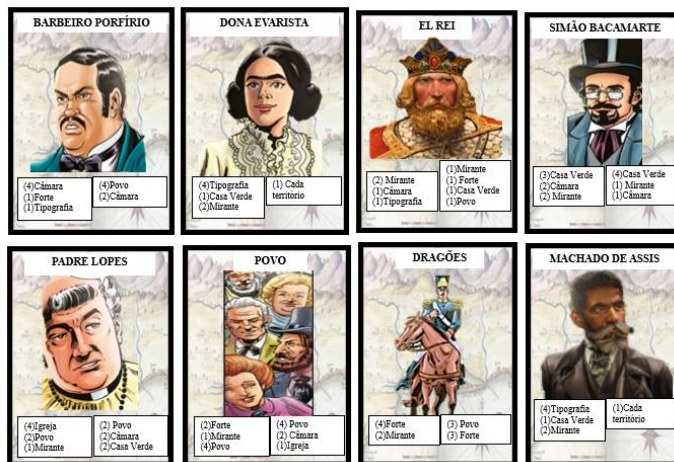 BARBEIRO PORFÍRIO
(4)Câmara
(1)Forte
(1)Tipografia
(4)Povo
(2)Câmara
DONA EVARISTA
(4)Tipografia
(1)Casa Verde
(2)Mirante
(1) Cada
território
EL REI
(2) Mirante
(1)Câmara
(1)Tipografia
(1)Mirante
(1) Forte
(1)Casa Verde
(1)Povo
SIMÃO BACAMARTE
(3)Casa Verde
(2)Câmara
(2) Mirante
(4)Casa Verde
(1) Mirante
(1)Câmara
PADRE LOPES
(4)Igreja
(2)Povo
(1)Mirante
(2) Povo
(2)Câmara
(2)Casa Verde
POVO
(2)Forte
(1)Mirante
(4)Povo
(4) Povo
(2) Câmara
(1)Igreja
DRAGÕES
(4)Forte
(2)Mirante
(3) Povo
(3) Forte
MACHADO DE ASSIS
(4)Tipografia
(1)Casa Verde
(2)Mirante
(1)Cada
território